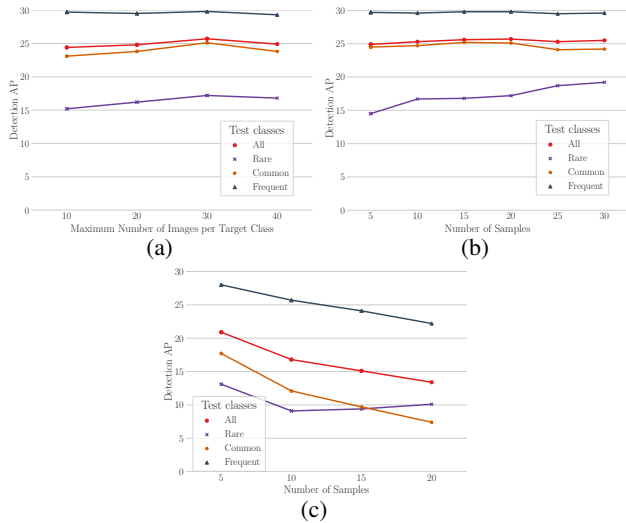 30
25
20
15
10
5
0
Detection AP
Test classes
All
Rare
Common
Frequent
10 20 30 40
Maximum Number of Images per Target Class
(a)
30
25
20
15
10
5
0
Detection AP
Test classes
All
Rare
Common
Frequent
5 10 15 20 25 30
Number of Samples
(b)
30
25
20
15
10
5
0
Detection AP
Test classes
All
Rare
Common
Frequent
5 10 15 20
Number of Samples
(c)